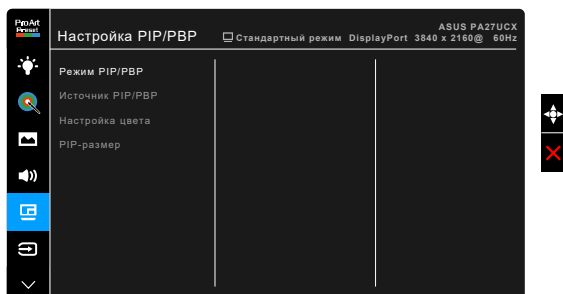 ProArt
Preset
ASUS PA27UCX
Настройка PIP/PBP
Стандартный режим DisplayPort 3840 x 2160@ 60Hz
Режим PIP/PBP
Источник PIP/PBP
Настройка цвета
PIP-размер